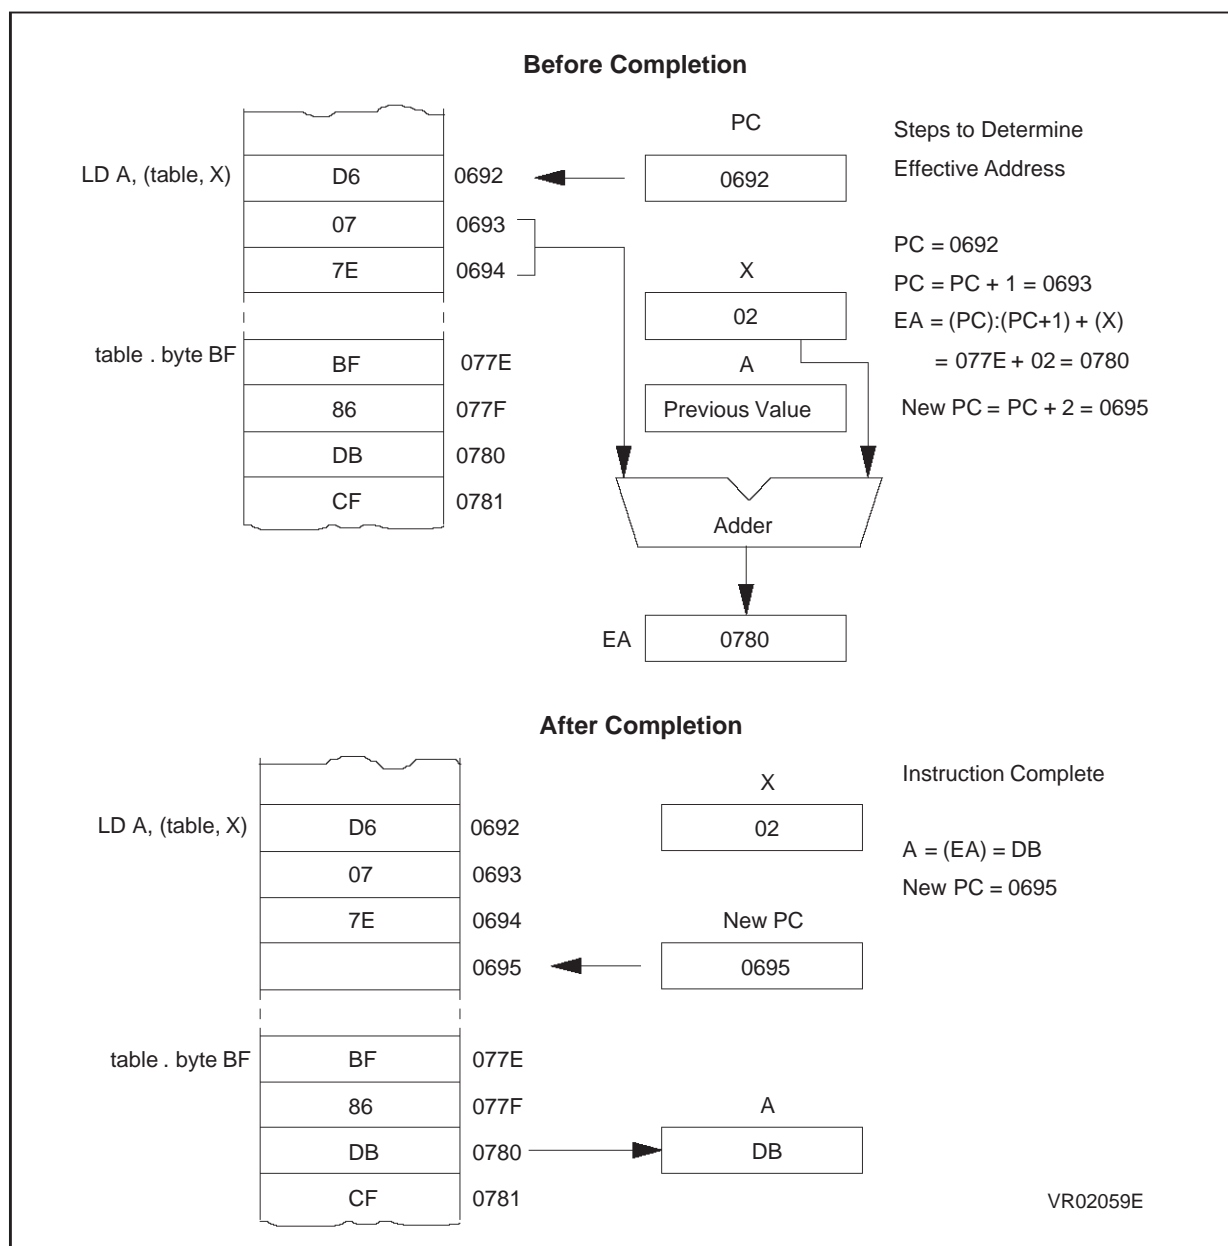 Before Completion
PC
Steps to Determine
Effective Address
LD A, (table, X)
D6
0692
0692
07
0693
7E
0694
PC = 0692
PC = PC + 1 = 0693
EA = (PC):(PC+1) + (X)
= 077E + 02 = 0780
New PC = PC + 2 = 0695
X
02
A
Previous Value
table . byte BF
BF
077E
86
077F
DB
0780
CF
0781
Adder
EA
0780
After Completion
Instruction Complete
X
02
LD A, (table, X)
D6
0692
07
0693
7E
0694
0695
A = (EA) = DB
New PC = 0695
New PC
0695
table . byte BF
BF
077E
86
077F
DB
0780
CF
0781
A
DB
VR02059E